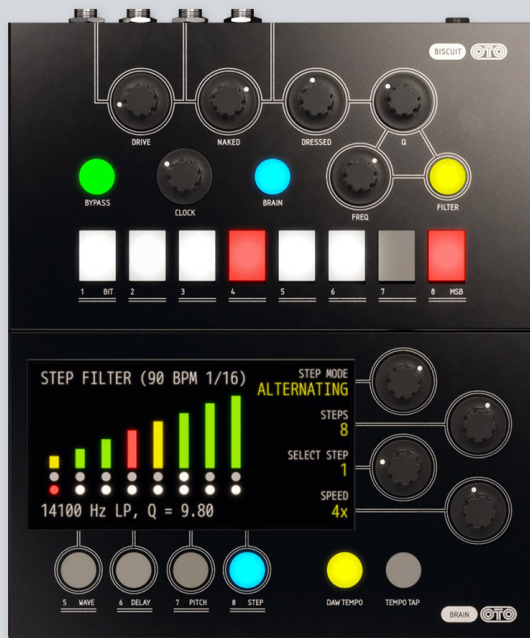 BISCUIT OTO
DRIVE NAKED DRESSED Q
BYPASS CLOCK BRAIN FREQ FILTER
1 BIT 2 3 4 5 6 7 8 MSB
STEP FILTER (90 BPM 1/16)
STEP MODE
ALTERNATING
STEPS
8
SELECT STEP
1
SPEED
4x
14100 Hz LP, Q = 9.80
5 WAVE 6 DELAY 7 PITCH 8 STEP
DAW TEMPO TEMPO TAP
BRAIN OTO